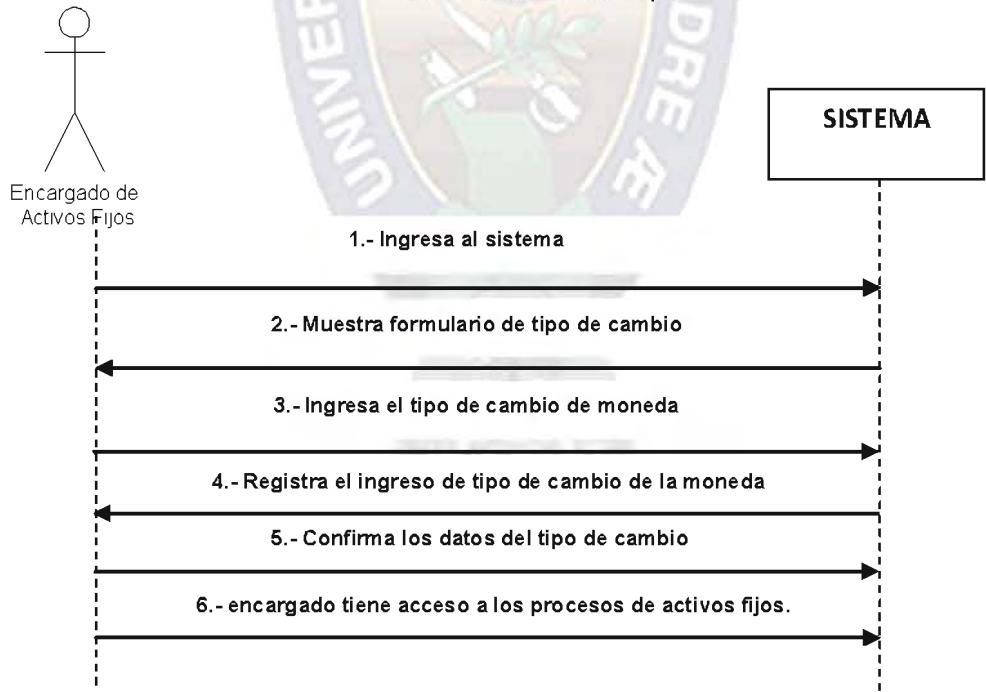 UNIVER
DRE Æ
SISTEMA
Encargado de
Activos Fijos
1.- Ingresa al sistema
2.- Muestra formulario de tipo de cambio
3.- Ingresa el tipo de cambio de moneda
4.- Registra el ingreso de tipo de cambio de la moneda
5.- Confirma los datos del tipo de cambio
6.- encargado tiene acceso a los procesos de activos fijos.